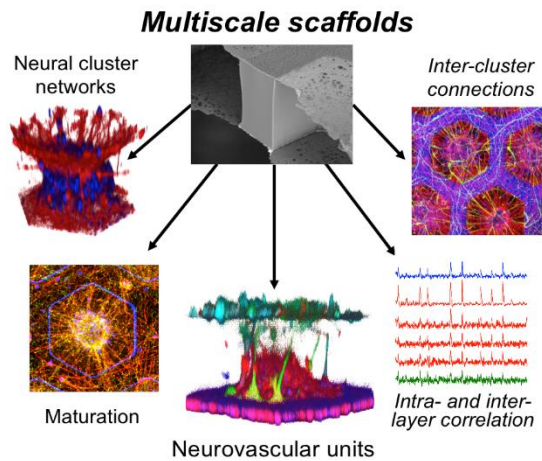 Multiscale scaffolds
Neural cluster
networks
Inter-cluster
connections
Maturation
Neurovascular units
Intra- and inter-
layer correlation